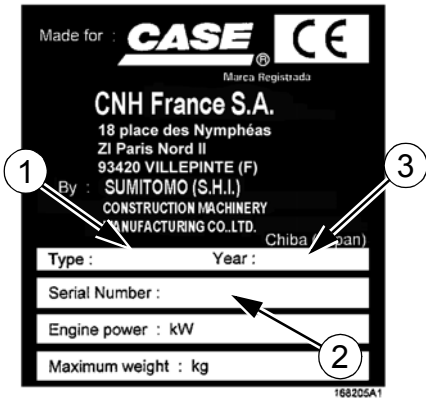 Made for : CASE ® CE
Marca Registrada
CNH France S.A.
18 place des Nymphéas
ZI Paris Nord II
93420 VILLEPINTE (F)
1
3
By : SUMITOMO (S.H.I.)
CONSTRUCTION MACHINERY
MANUFACTURING CO..LTD.
Chiba (Japan)
Type : Year :
Serial Number :
Engine power : kW
2
Maximum weight : kg
168205A1